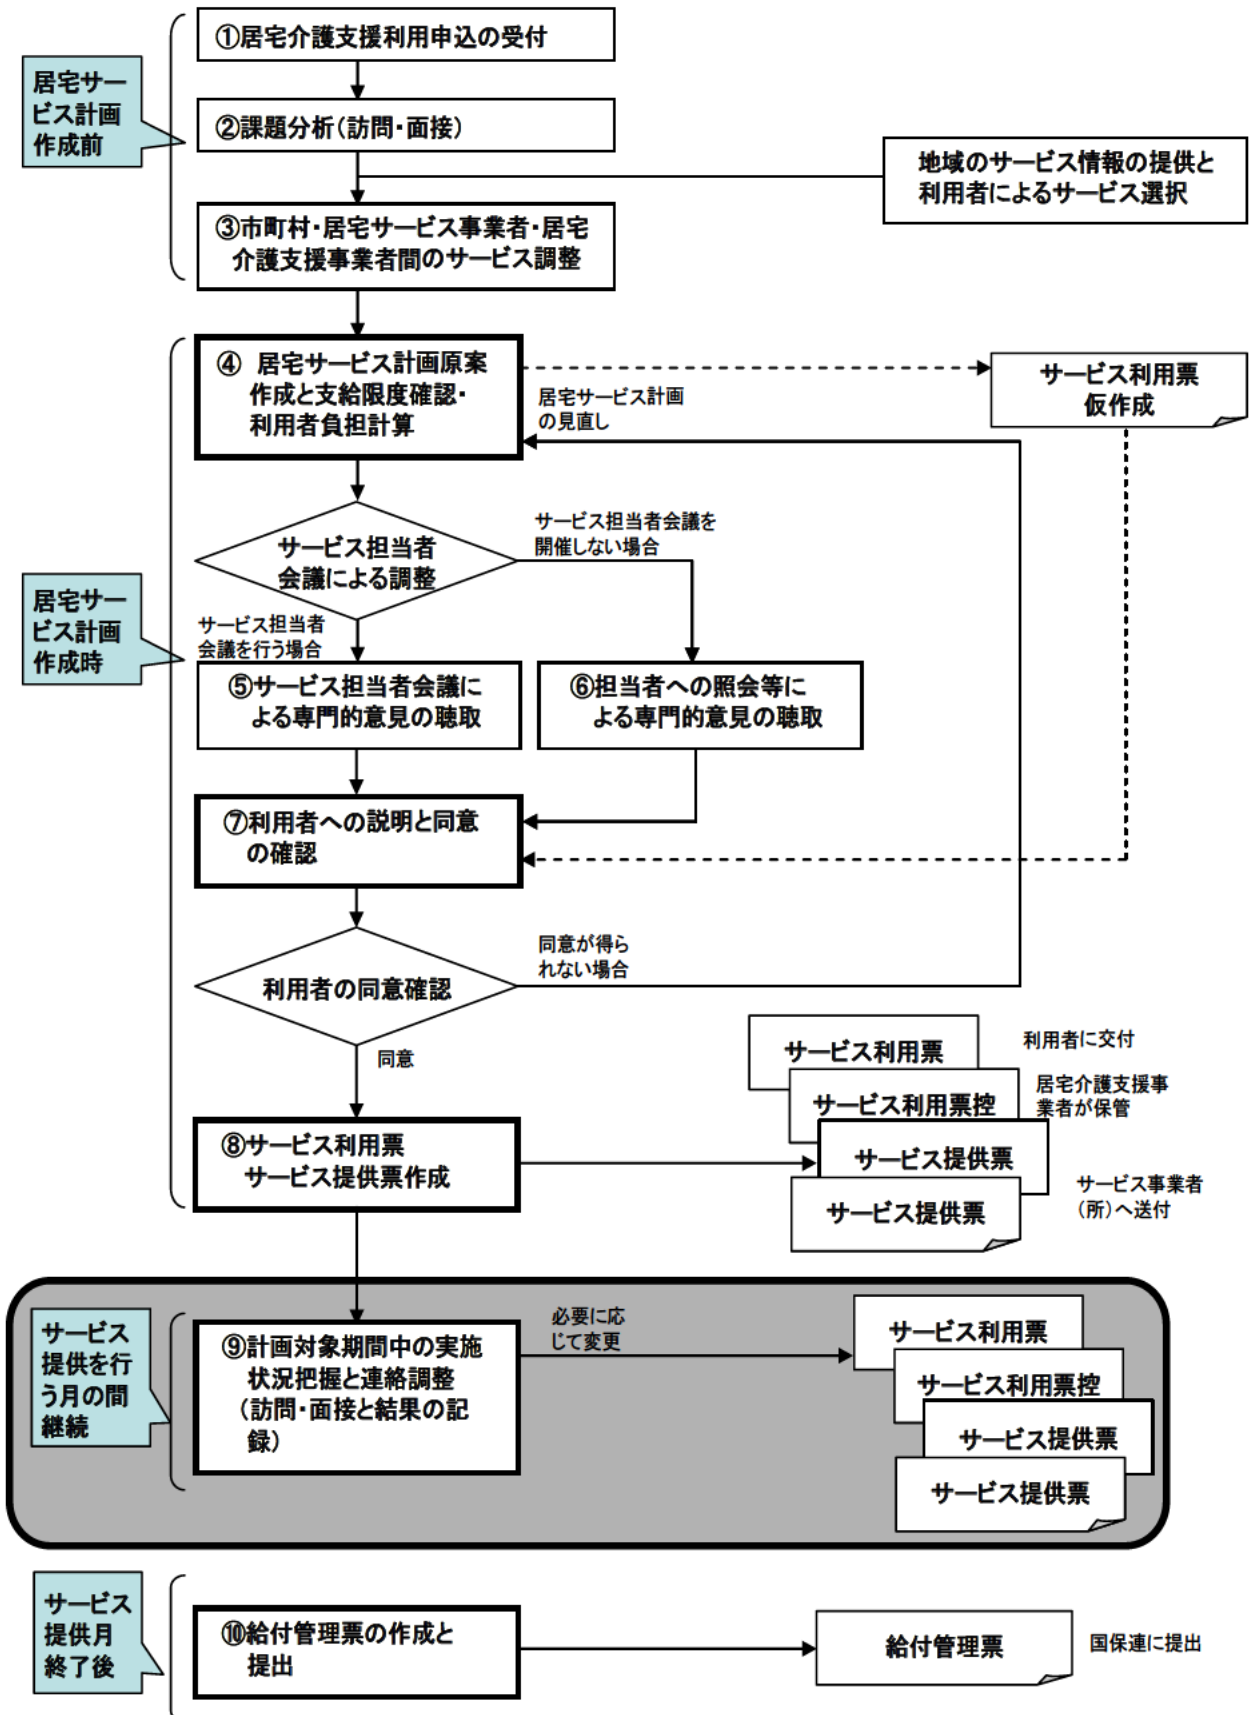 ①居宅介護支援利用申込の受付
居宅サー
ビス計画
作成前
②課題分析（訪問・面接）
地域のサービス情報の提供と
利用者によるサービス選択
③市町村・居宅サービス事業者・居宅
介護支援事業者間のサービス調整
④ 居宅サービス計画原案
作成と支給限度確認・
利用者負担計算
居宅サービス計画
の見直し
サービス利用票
仮作成
サービス担当者
会議による調整
サービス担当者会議を
開催しない場合
居宅サー
ビス計画
作成時
サービス担当者
会議を行う場合
⑤サービス担当者会議に
よる専門的意見の聴取
⑥担当者への照会等に
よる専門的意見の聴取
⑦利用者への説明と同意
の確認
利用者の同意確認
同意が得ら
れない場合
同意
サービス利用票
利用者に交付
サービス利用票控
居宅介護支援事
業者が保管
⑧サービス利用票
サービス提供票作成
サービス提供票
サービス提供票
サービス事業者
（所）へ送付
サービス
提供を行
う月の間
継続
⑨計画対象期間中の実施
状況把握と連絡調整
（訪問・面接と結果の記
録）
必要に応
じて変更
サービス利用票
サービス利用票控
サービス提供票
サービス提供票
サービス
提供月
終了後
⑩給付管理票の作成と
提出
給付管理票
国保連に提出